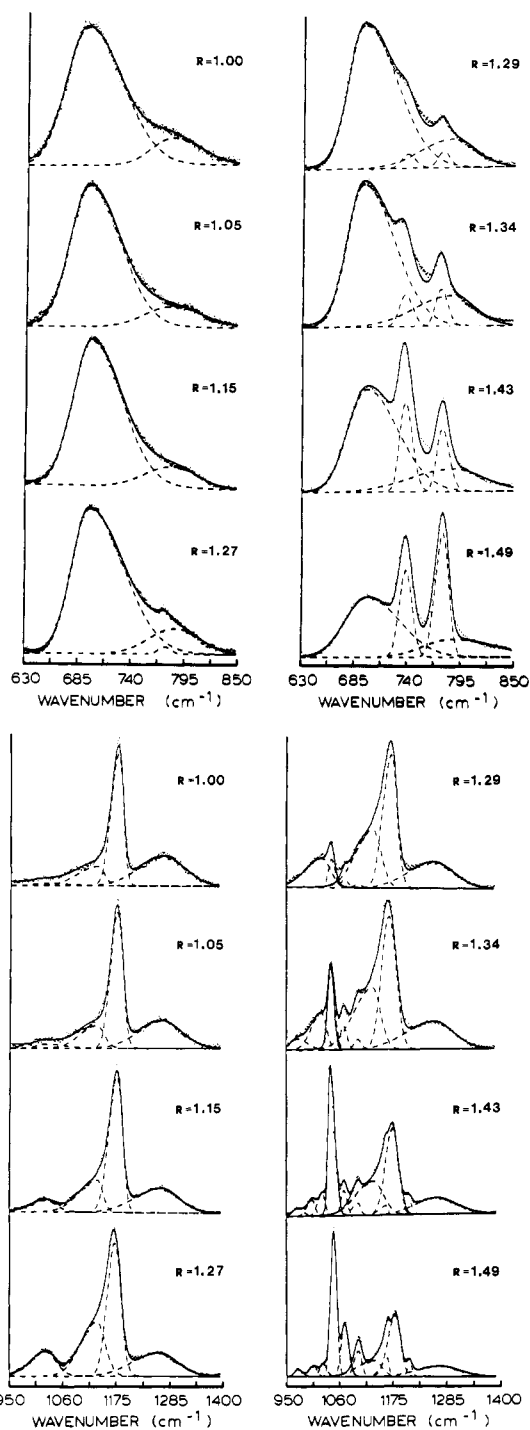 R=1.00
R=1.29
R=1.05
R=1.34
R=1.15
R=1.43
R=1.27
R=1.49
630 685 740 795 850
630 685 740 795 850
WAVENUMBER (cm⁻¹)
WAVENUMBER (cm⁻¹)
R=1.00
R=1.29
R=1.05
R=1.34
R=1.15
R=1.43
R=1.27
R=1.49
950 1060 1175 1285 1400
950 1060 1175 1285 1400
WAVENUMBER (cm⁻¹)
WAVENUMBER (cm⁻¹)